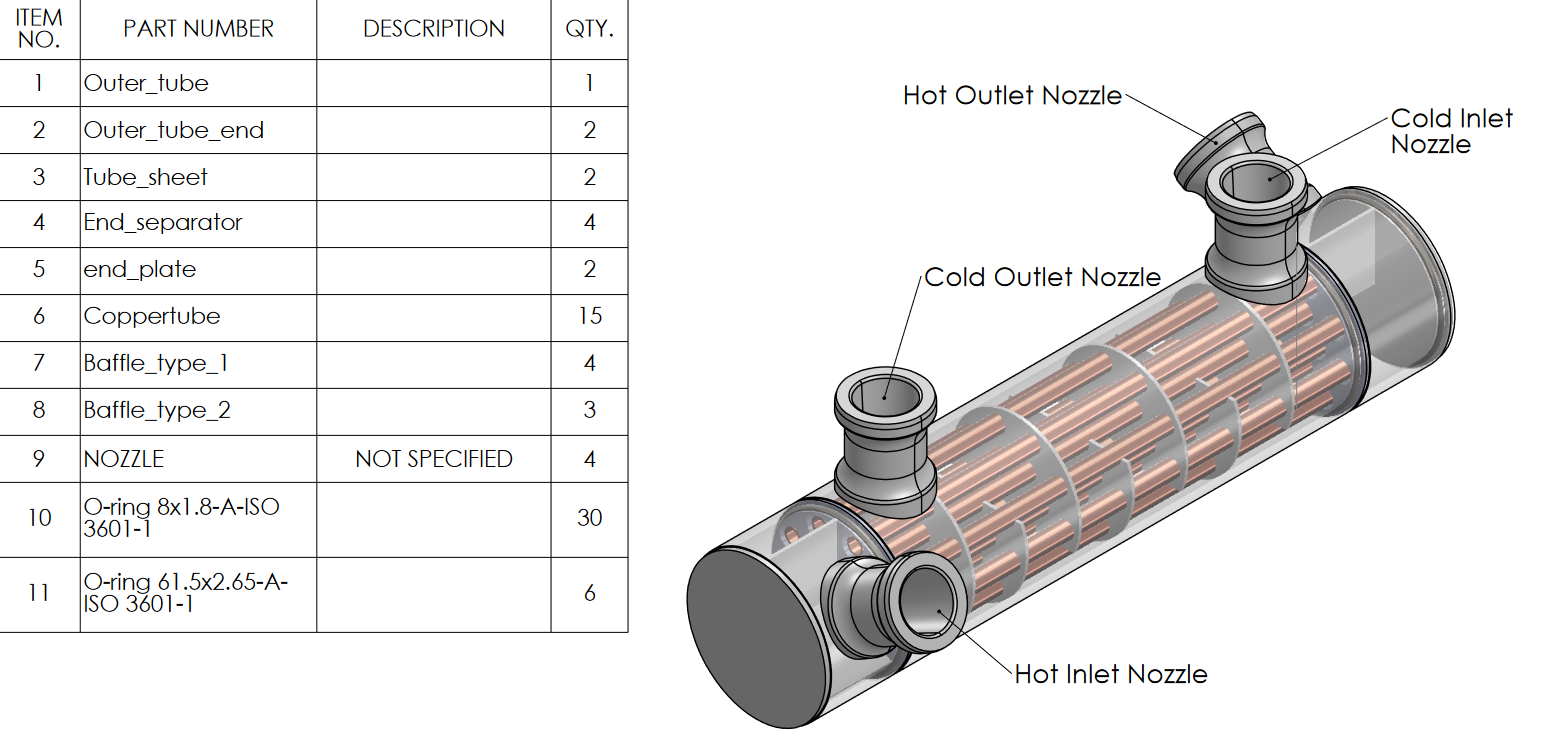 ITEM NO. PART NUMBER DESCRIPTION QTY.
1 Outer_tube 1
2 Outer_tube_end 2
3 Tube_sheet 2
4 End_separator 4
5 end_plate 2
6 Coppertube 15
7 Baffle_type_1 4
8 Baffle_type_2 3
9 NOZZLE NOT SPECIFIED 4
10 O-ring 8x1.8-A-ISO 3601-1 30
11 O-ring 61.5x2.65-A-ISO 3601-1 6
Hot Outlet Nozzle
Cold Inlet
Nozzle
Cold Outlet Nozzle
Hot Inlet Nozzle